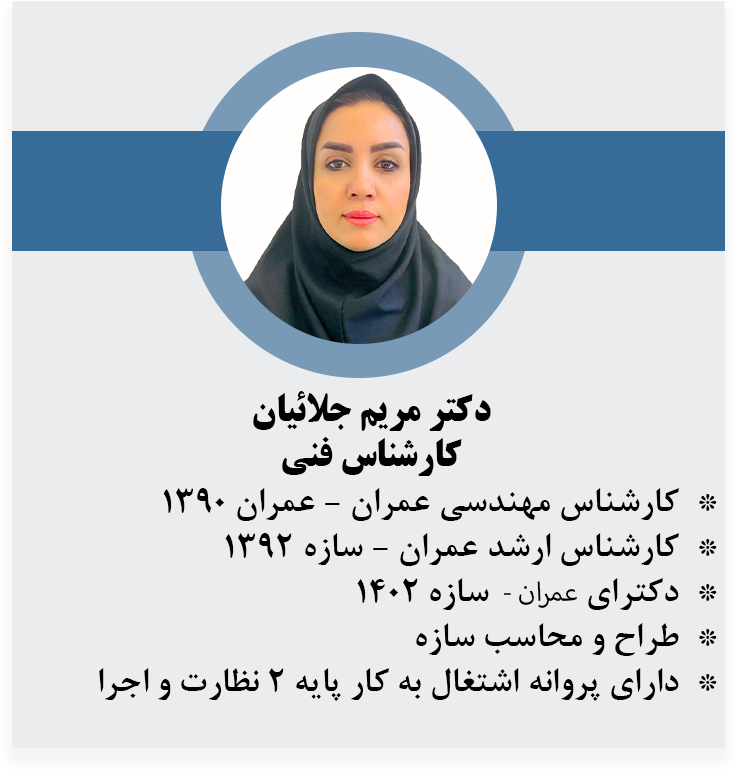 دکتر مریم جلائیان
کارشناس فنی
❊ کارشناس مهندسی عمران – عمران ۱۳۹۰
❊ کارشناس ارشد عمران – سازه ۱۳۹۲
❊ دکترای عمران - سازه ۱۴۰۲
❊ طراح و محاسب سازه
❊ دارای پروانه اشتغال به کار پایه ۲ نظارت و اجرا